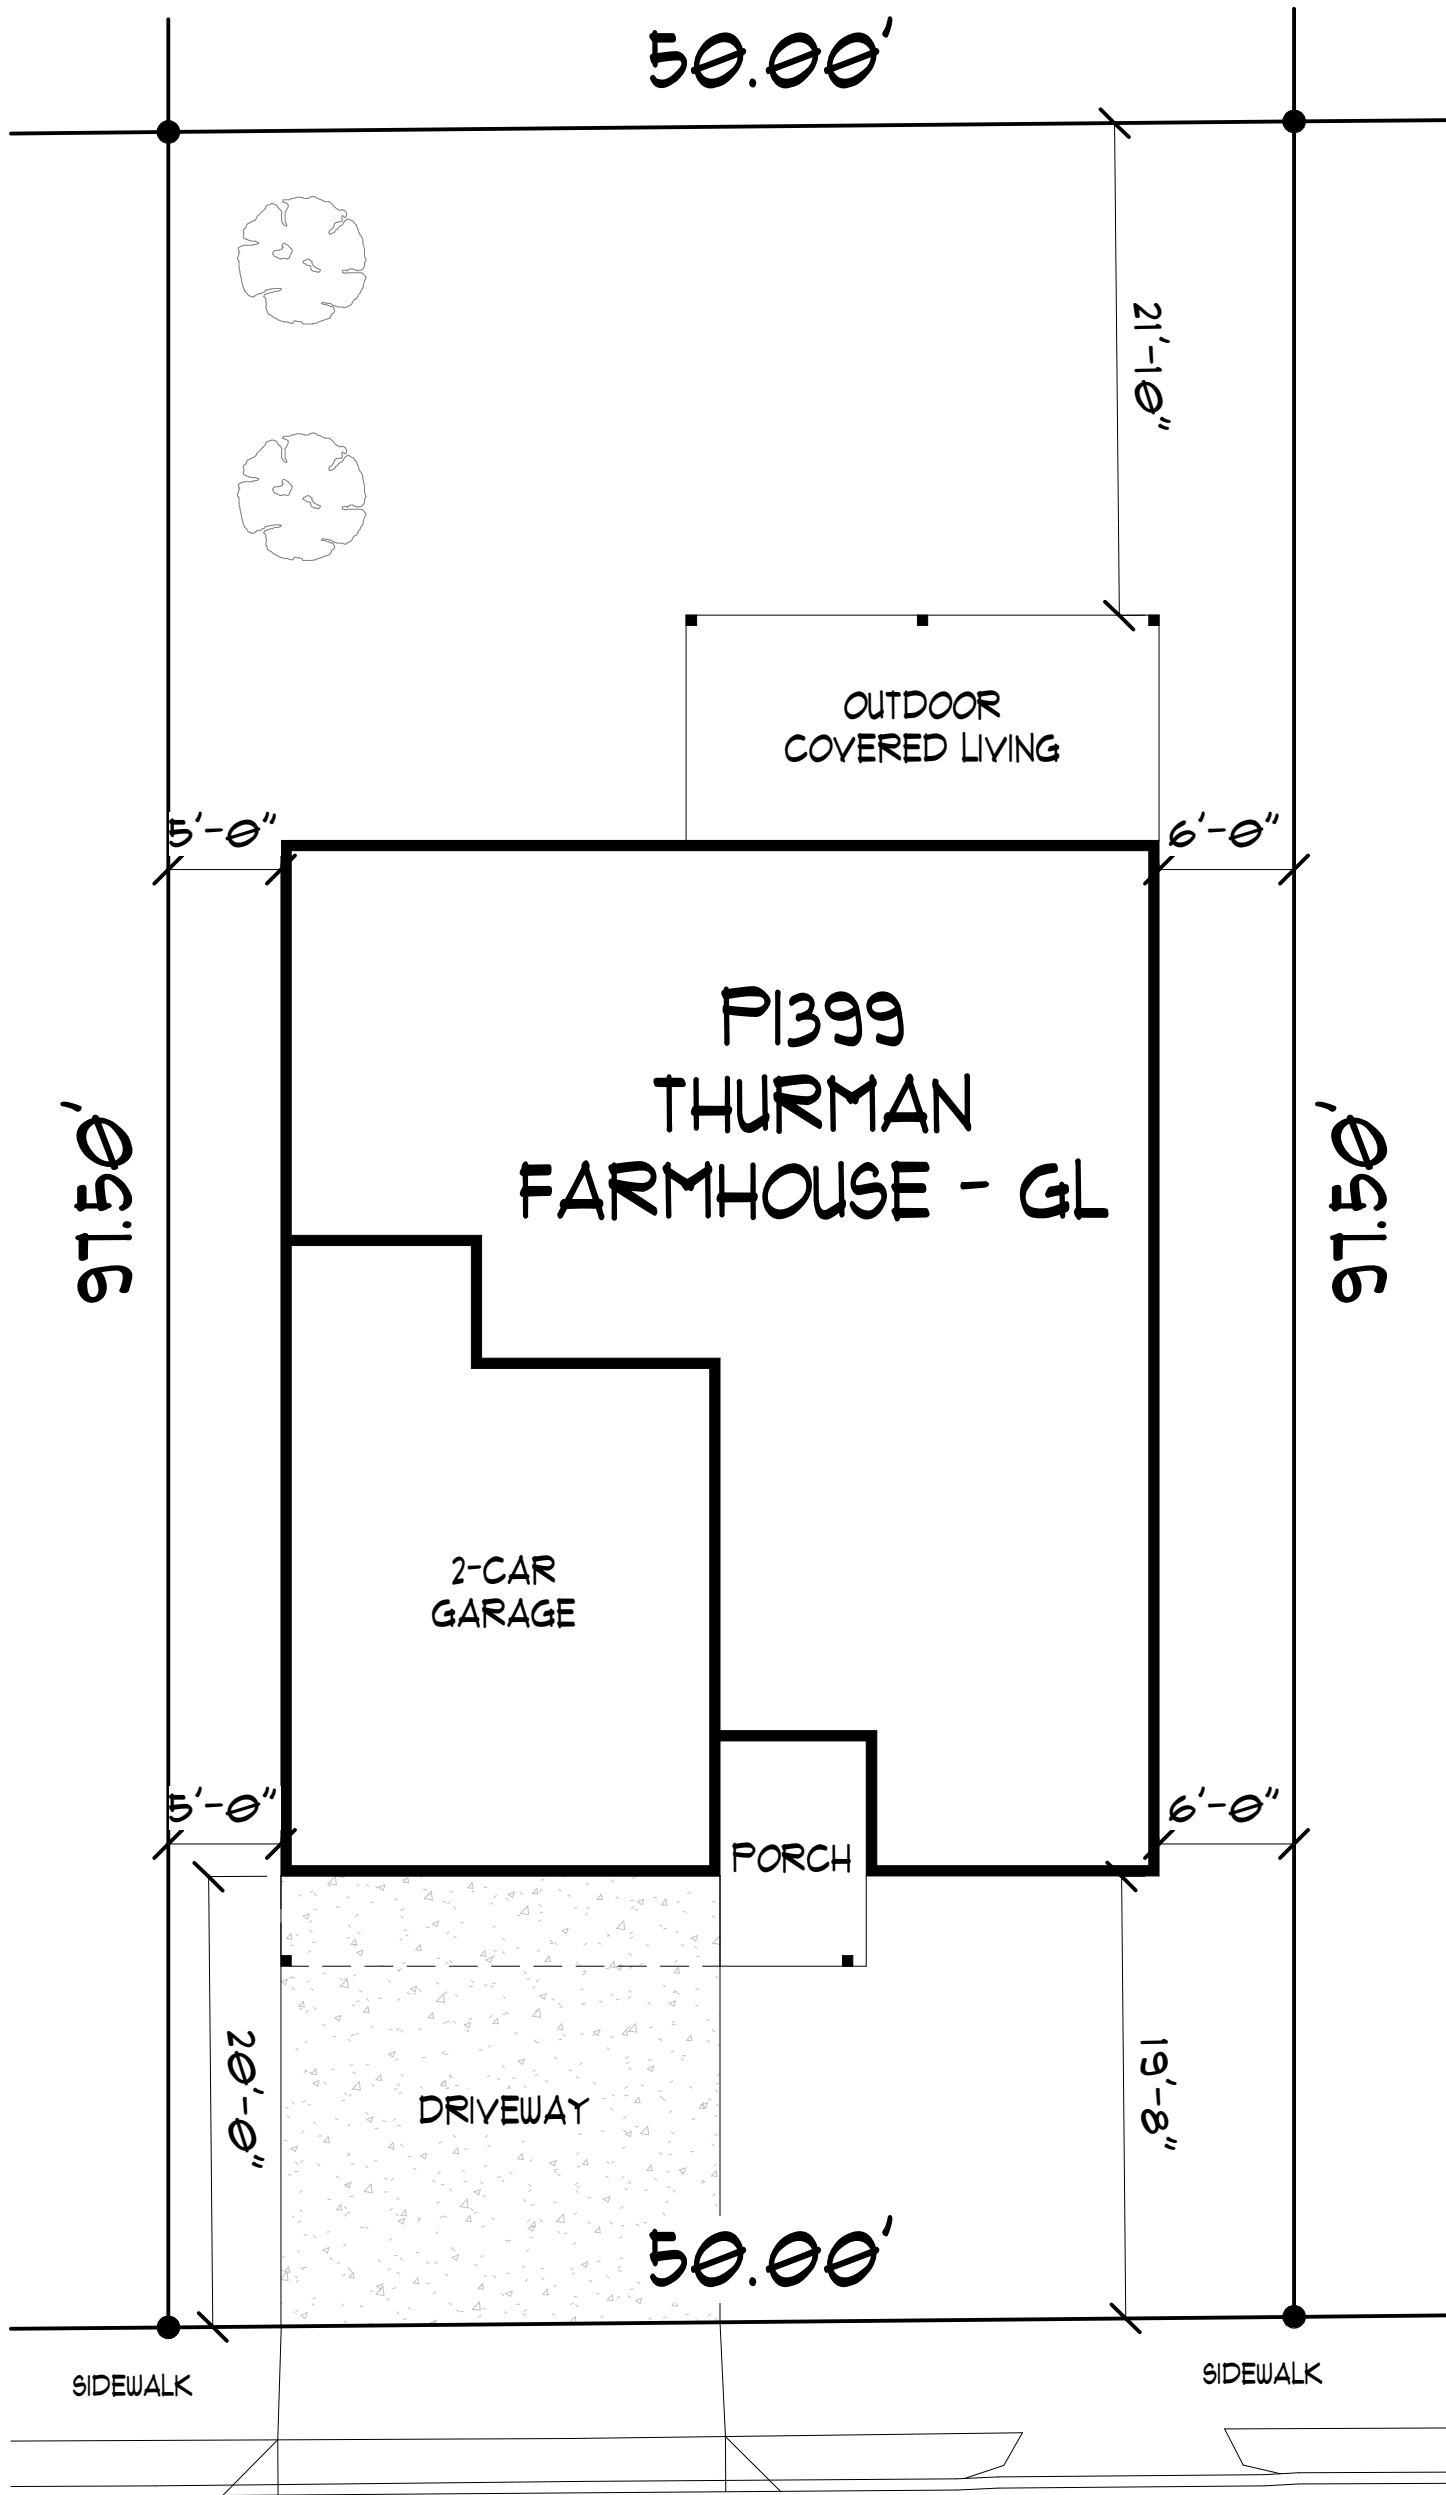 50.00'
21'-10"
OUTDOOR
COVERED LIVING
5'-0"
6'-0"
P1399
THURMAN
FARMHOUSE - GL
97.50'
97.50'
2-CAR
GARAGE
5'-0"
6'-0"
PORCH
20'-0"
19'-8"
DRIVEWAY
50.00'
SIDEWALK
SIDEWALK